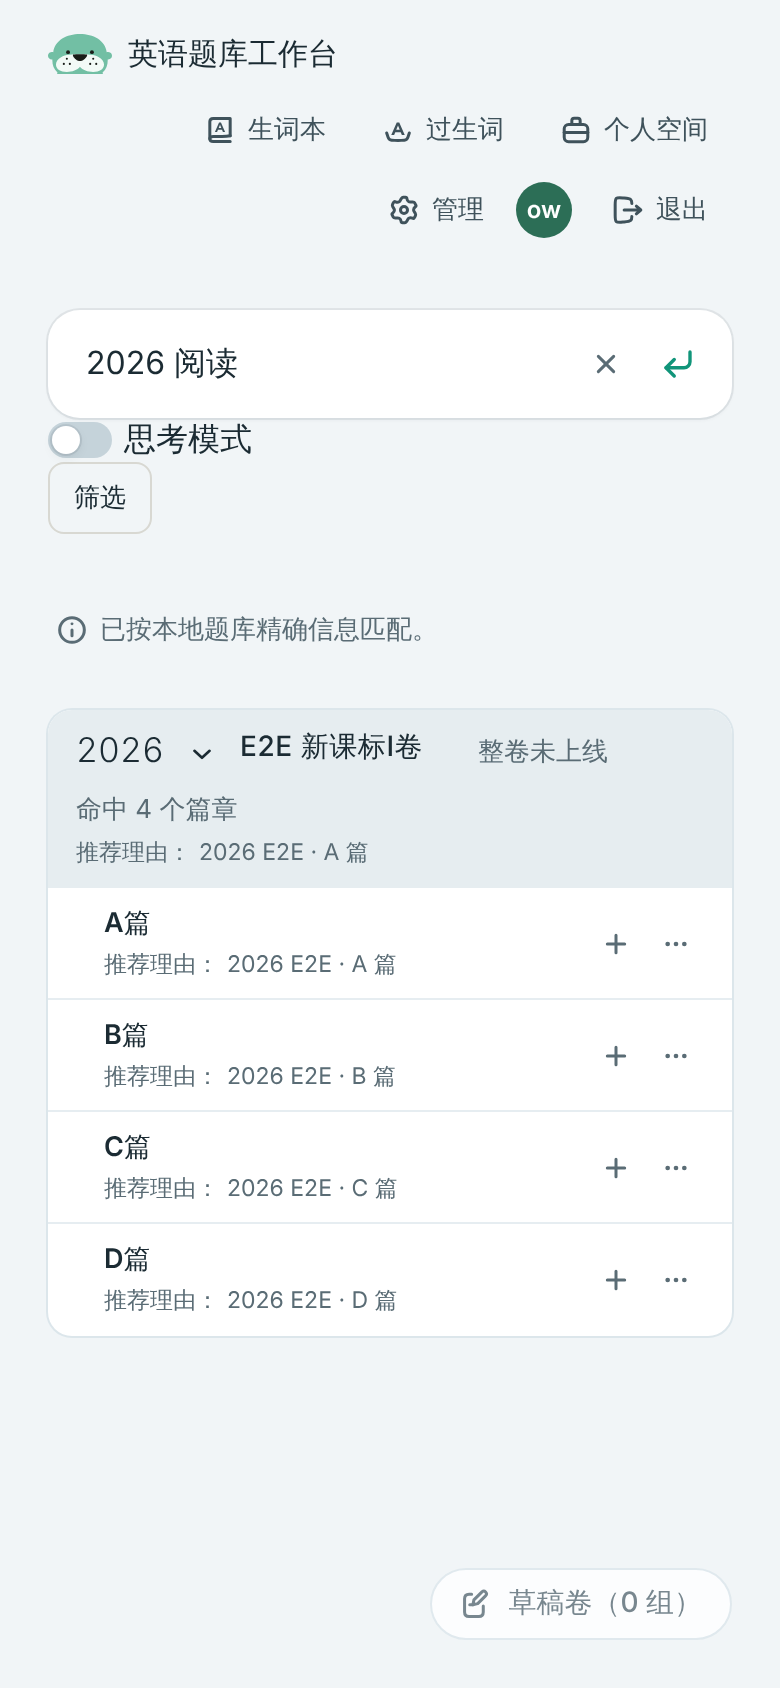 英语题库工作台
生词本 过生词 个人空间
管理 ow 退出
2026 阅读
思考模式
筛选
已按本地题库精确信息匹配。
2026 E2E 新课标I卷 整卷未上线
命中 4 个篇章
推荐理由： 2026 E2E · A 篇
A篇
推荐理由： 2026 E2E · A 篇
B篇
推荐理由： 2026 E2E · B 篇
C篇
推荐理由： 2026 E2E · C 篇
D篇
推荐理由： 2026 E2E · D 篇
草稿卷（0 组）